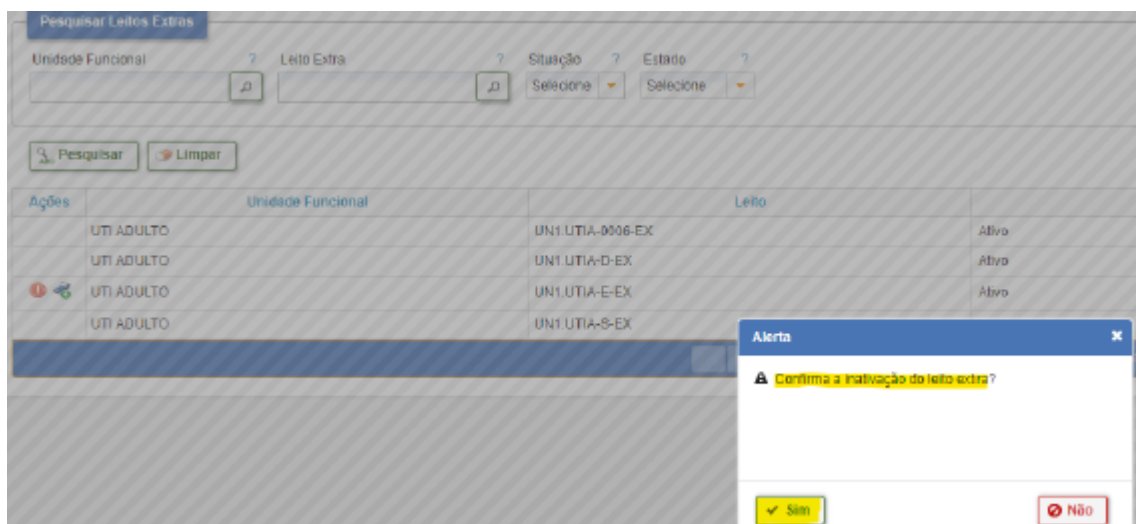 Pesquisar Leitos Extras
Unidade Funcional ? Leito Extra ? Situação ? Estado ?
Selecione Selecione
Pesquisar Limpar
Ações Unidade Funcional Leito
UTI ADULTO UN1.UTIA-0006-EX Ativo
UTI ADULTO UN1.UTIA-D-EX Ativo
UTI ADULTO UN1.UTIA-E-EX Ativo
UTI ADULTO UN1.UTIA-S-EX
Alerta
Confirma a inativação do leito extra?
Sim Não